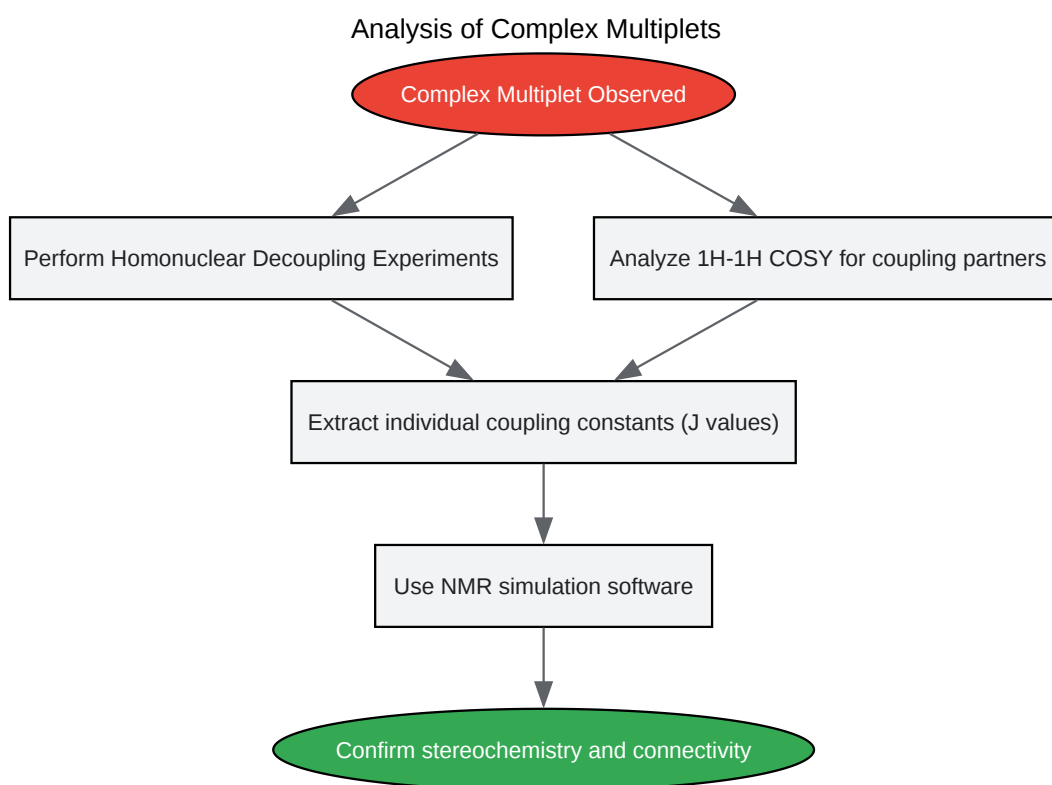 Analysis of Complex Multiplets
Complex Multiplet Observed
Perform Homonuclear Decoupling Experiments
Analyze 1H-1H COSY for coupling partners
Extract individual coupling constants (J values)
Use NMR simulation software
Confirm stereochemistry and connectivity